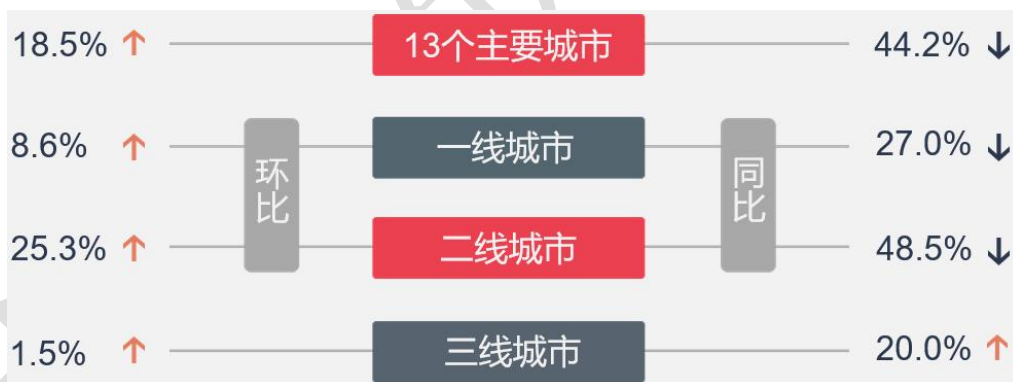 18.5% ↑ 13个主要城市 44.2% ↓
8.6% ↑ 一线城市 27.0% ↓
环比 同比
25.3% ↑ 二线城市 48.5% ↓
1.5% ↑ 三线城市 20.0% ↑